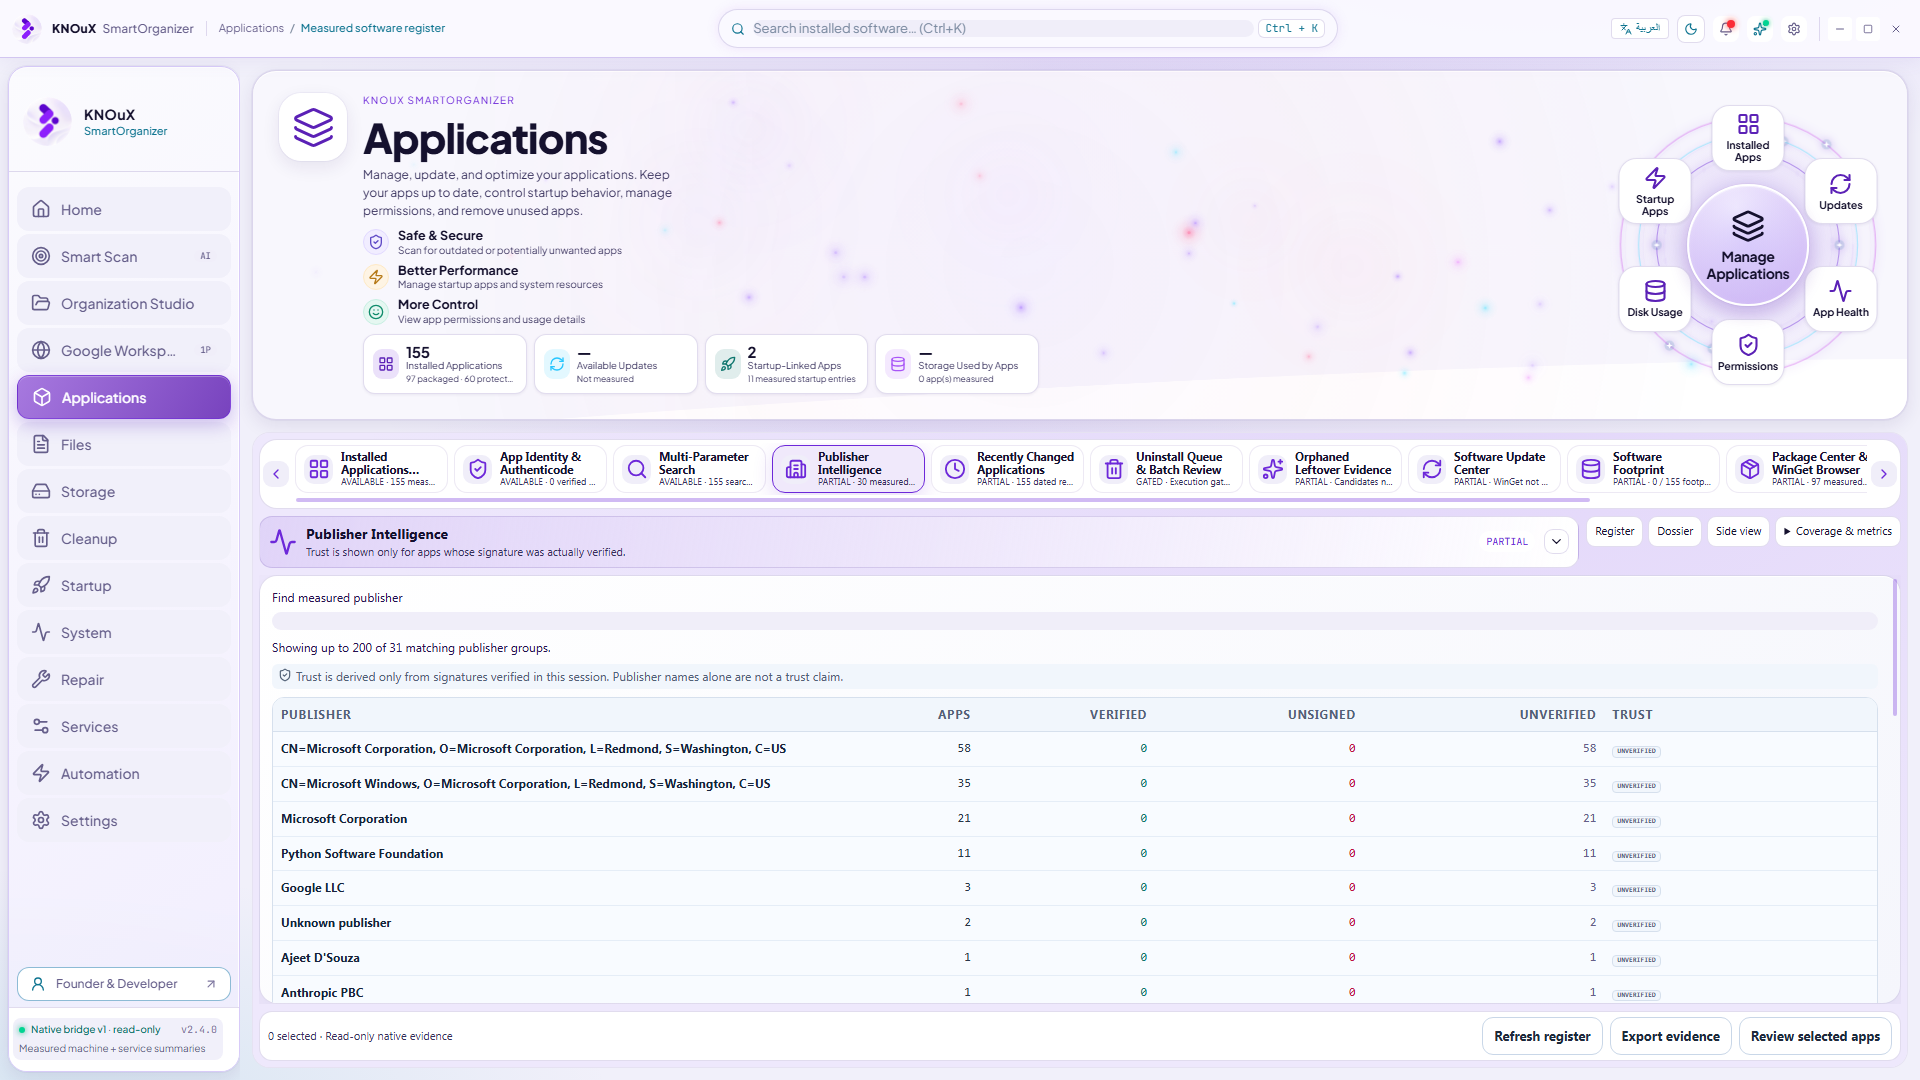 KNOuX SmartOrganizer
Applications / Measured software register
Search installed software... (Ctrl+K)
Ctrl + K
العربية
KNOuX
SmartOrganizer
Home
Smart Scan AI
Organization Studio
Google Worksp... 1P
Applications
Files
Storage
Cleanup
Startup
System
Repair
Services
Automation
Settings
Founder & Developer
Native bridge v1 · read-only v2.4.0
Measured machine + service summaries
KNOUX SMARTORGANIZER
Applications
Manage, update, and optimize your applications. Keep
your apps up to date, control startup behavior, manage
permissions, and remove unused apps.
Safe & Secure
Scan for outdated or potentially unwanted apps
Better Performance
Manage startup apps and system resources
More Control
View app permissions and usage details
155
Installed Applications
97 packaged · 60 protect...
—
Available Updates
Not measured
2
Startup-Linked Apps
11 measured startup entries
—
Storage Used by Apps
0 app(s) measured
Installed
Apps
Startup
Apps
Updates
Manage
Applications
Disk Usage
App Health
Permissions
Installed
Applications...
AVAILABLE · 155 meas...
App Identity &
Authenticode
AVAILABLE · 0 verified ...
Multi-Parameter
Search
AVAILABLE · 155 searc...
Publisher
Intelligence
PARTIAL · 30 measured...
Recently Changed
Applications
PARTIAL · 155 dated re...
Uninstall Queue
& Batch Review
GATED · Execution gat...
Orphaned
Leftover Evidence
PARTIAL · Candidates n...
Software Update
Center
PARTIAL · WinGet not ...
Software
Footprint
PARTIAL · 0 / 155 footp...
Package Center &
WinGet Browser
PARTIAL · 97 measured...
Publisher Intelligence
Trust is shown only for apps whose signature was actually verified.
PARTIAL
Register
Dossier
Side view
Coverage & metrics
Find measured publisher
Showing up to 200 of 31 matching publisher groups.
Trust is derived only from signatures verified in this session. Publisher names alone are not a trust claim.
PUBLISHER APPS VERIFIED UNSIGNED UNVERIFIED TRUST
CN=Microsoft Corporation, O=Microsoft Corporation, L=Redmond, S=Washington, C=US 58 0 0 58 UNVERIFIED
CN=Microsoft Windows, O=Microsoft Corporation, L=Redmond, S=Washington, C=US 35 0 0 35 UNVERIFIED
Microsoft Corporation 21 0 0 21 UNVERIFIED
Python Software Foundation 11 0 0 11 UNVERIFIED
Google LLC 3 0 0 3 UNVERIFIED
Unknown publisher 2 0 0 2 UNVERIFIED
Ajeet D'Souza 1 0 0 1 UNVERIFIED
Anthropic PBC 1 0 0 1 UNVERIFIED
0 selected · Read-only native evidence
Refresh register
Export evidence
Review selected apps